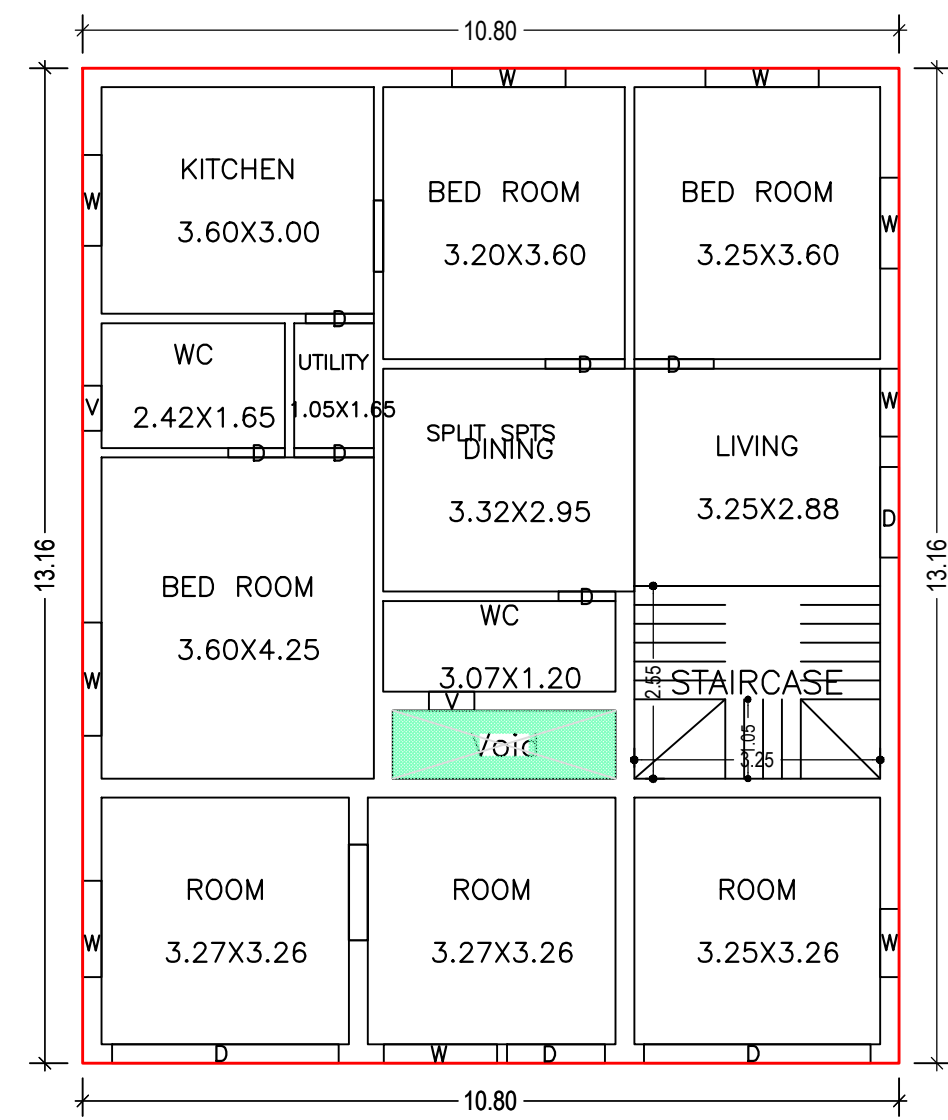 10.80
W
W
KITCHEN
3.60X3.00
BED ROOM
3.20X3.60
BED ROOM
3.25X3.60
W
W
D
WC
2.42X1.65
V
UTILITY
1.05X1.65
D
D
D
D
SPLIT SPTS
DINING
3.32X2.95
LIVING
3.25X2.88
W
D
13.16
13.16
BED ROOM
3.60X4.25
W
D
WC
3.07X1.20
V
Void
STAIRCASE
2.55
1.05
3.25
ROOM
3.27X3.26
ROOM
3.27X3.26
ROOM
3.25X3.26
W
W
D
W
D
D
10.80